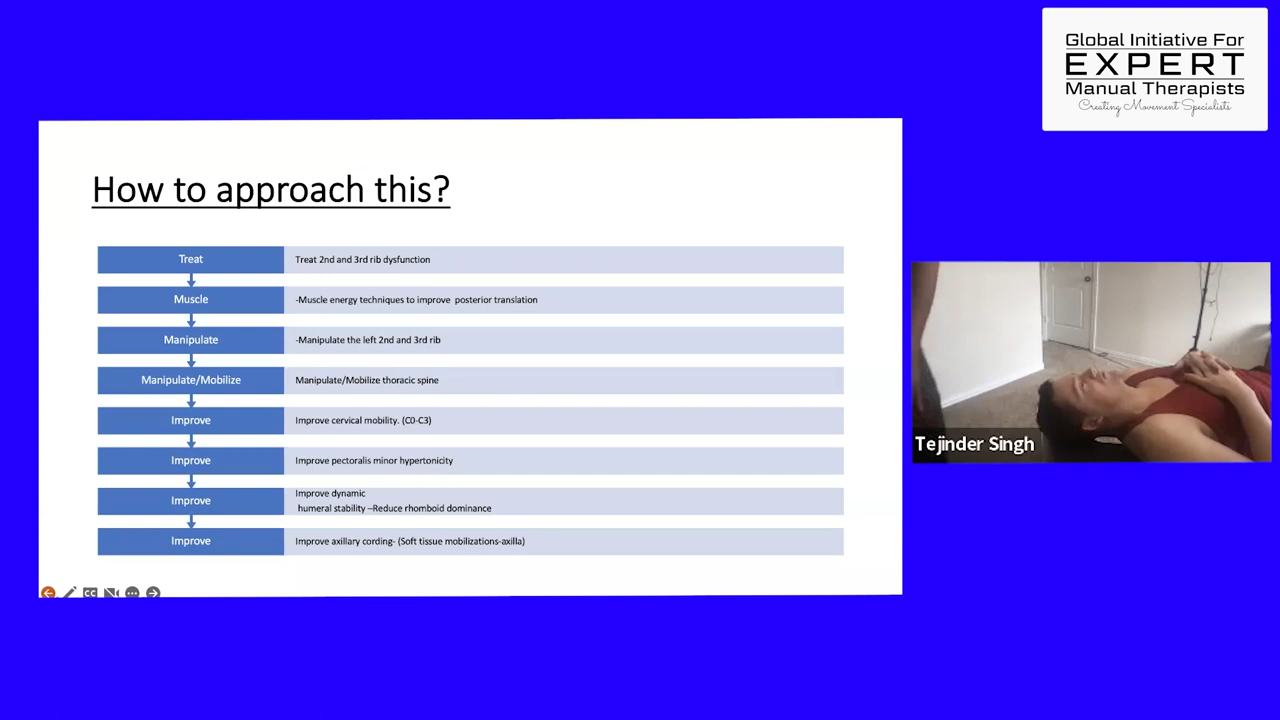 Global Initiative For
EXPERT
Manual Therapists
Creating Movement Specialists
How to approach this?
Treat
Treat 2nd and 3rd rib dysfunction
Muscle
-Muscle energy techniques to improve  posterior translation
Manipulate
-Manipulate the left 2nd and 3rd rib
Manipulate/Mobilize
Manipulate/Mobilize thoracic spine
Improve
Improve cervical mobility. (C0-C3)
Improve
Improve pectoralis minor hypertonicity
Improve
Improve dynamic
humeral stability –Reduce rhomboid dominance
Improve
Improve axillary cording- (Soft tissue mobilizations-axilla)
CC
Tejinder Singh